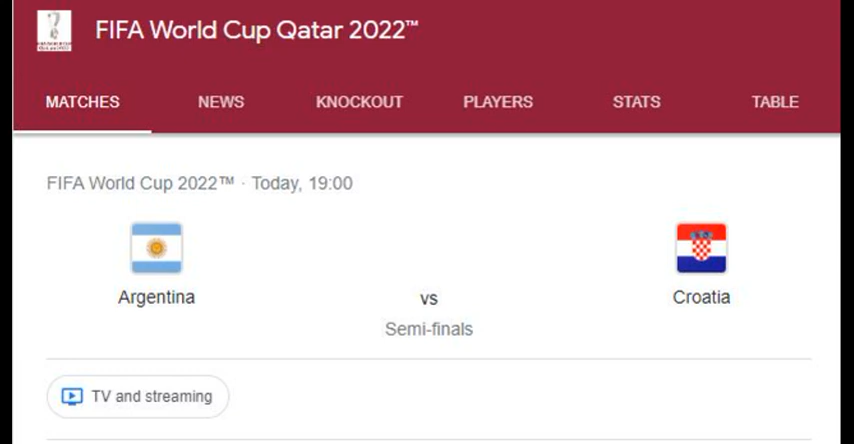 FIFA World Cup Qatar 2022™
MATCHES NEWS KNOCKOUT PLAYERS STATS TABLE
FIFA World Cup 2022™ · Today, 19:00
Argentina vs Croatia
Semi-finals
TV and streaming